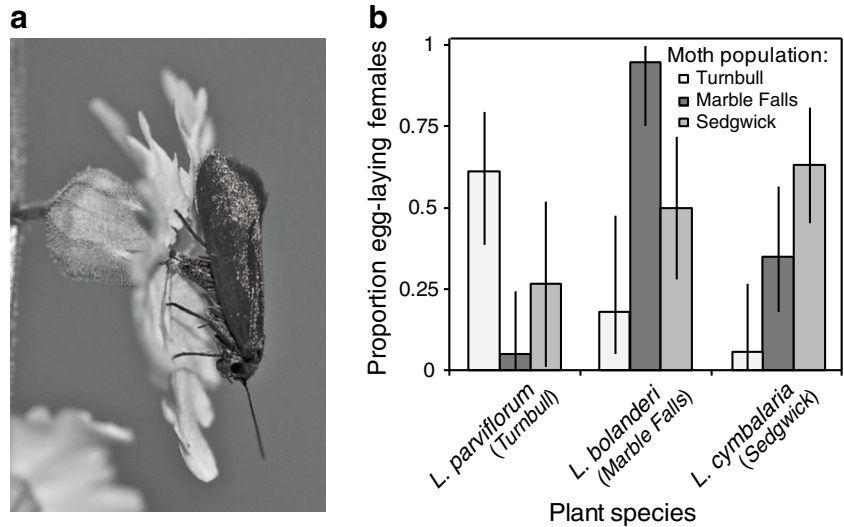 a
b
Proportion egg-laying females
1
0.75
0.5
0.25
0
Moth population:
Turnbull
Marble Falls
Sedgwick
L. parviflorum
(Turnbull)
L. bolanderi
(Marble Falls)
L. cymbalaria
(Sedgwick)
Plant species